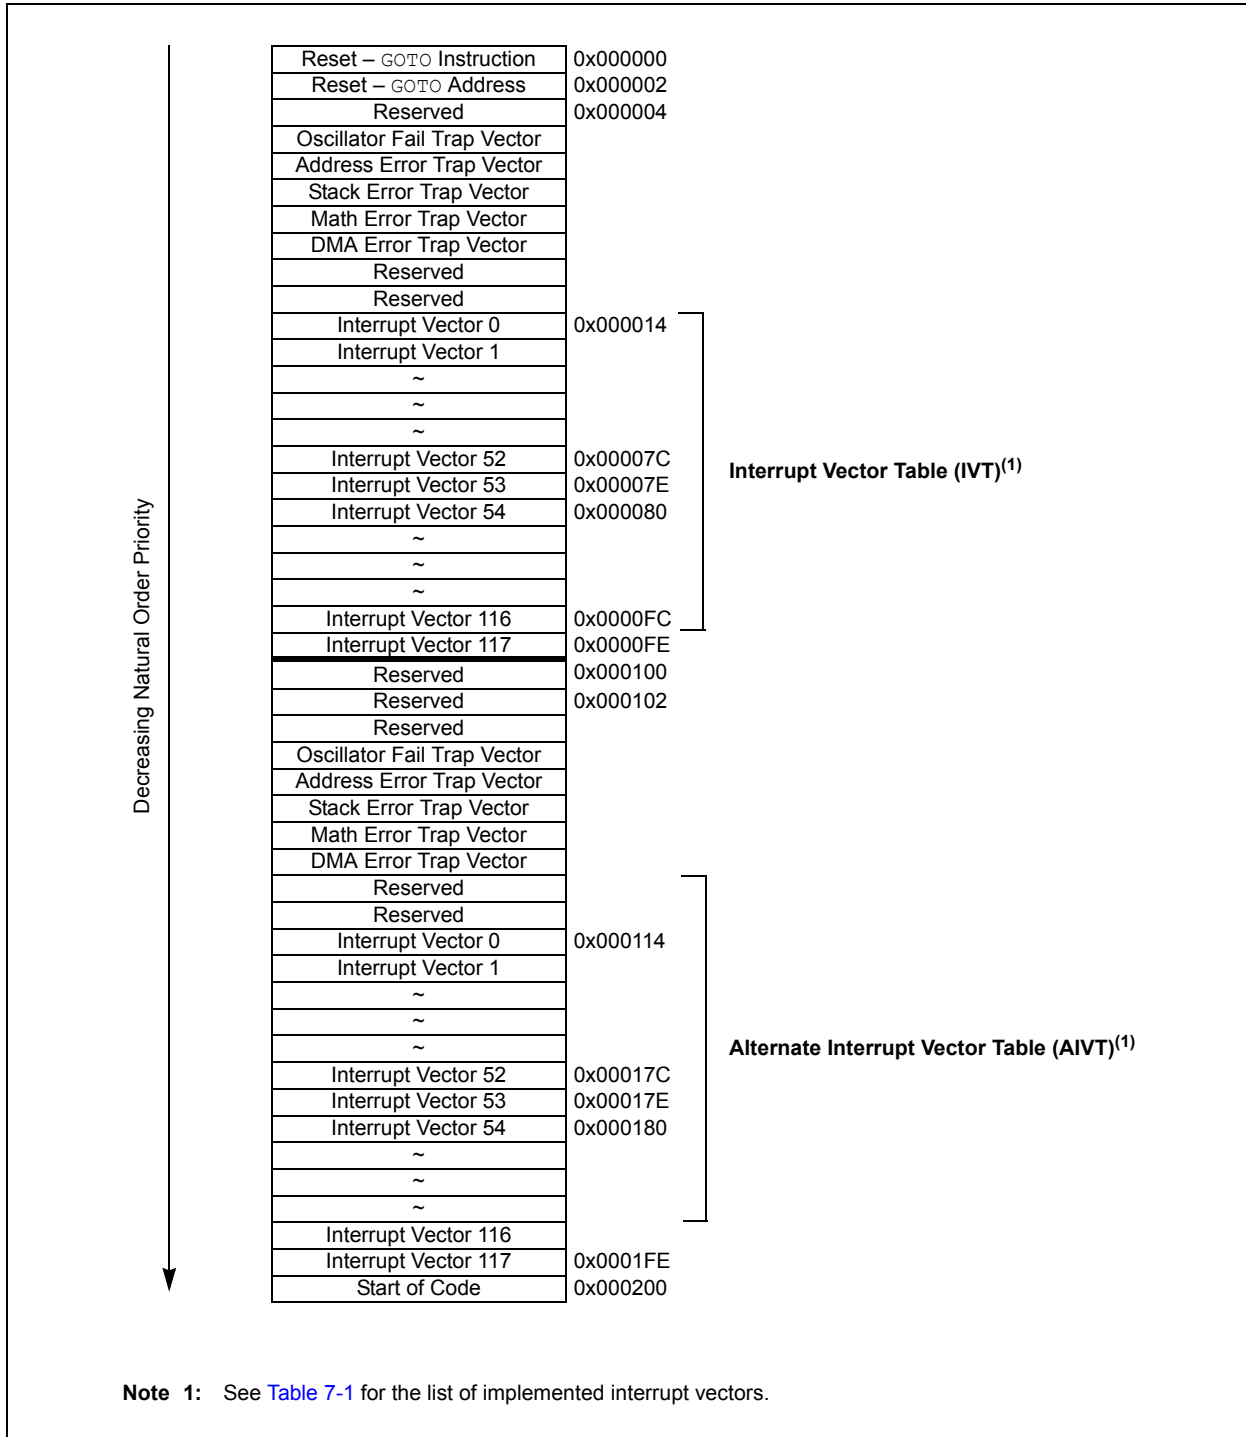 Reset – GOTO Instruction 0x000000
Reset – GOTO Address 0x000002
Reserved 0x000004
Oscillator Fail Trap Vector
Address Error Trap Vector
Stack Error Trap Vector
Math Error Trap Vector
DMA Error Trap Vector
Reserved
Reserved
Interrupt Vector 0 0x000014
Interrupt Vector 1
~
~
~
Interrupt Vector 52 0x00007C
Interrupt Vector 53 0x00007E
Interrupt Vector 54 0x000080
~
~
~
Interrupt Vector 116 0x0000FC
Interrupt Vector 117 0x0000FE
Interrupt Vector Table (IVT)(1)
Decreasing Natural Order Priority
Reserved 0x000100
Reserved 0x000102
Reserved
Oscillator Fail Trap Vector
Address Error Trap Vector
Stack Error Trap Vector
Math Error Trap Vector
DMA Error Trap Vector
Reserved
Reserved
Interrupt Vector 0 0x000114
Interrupt Vector 1
~
~
~
Interrupt Vector 52 0x00017C
Interrupt Vector 53 0x00017E
Interrupt Vector 54 0x000180
~
~
~
Interrupt Vector 116
Interrupt Vector 117 0x0001FE
Start of Code 0x000200
Alternate Interrupt Vector Table (AIVT)(1)
Note 1: See Table 7-1 for the list of implemented interrupt vectors.